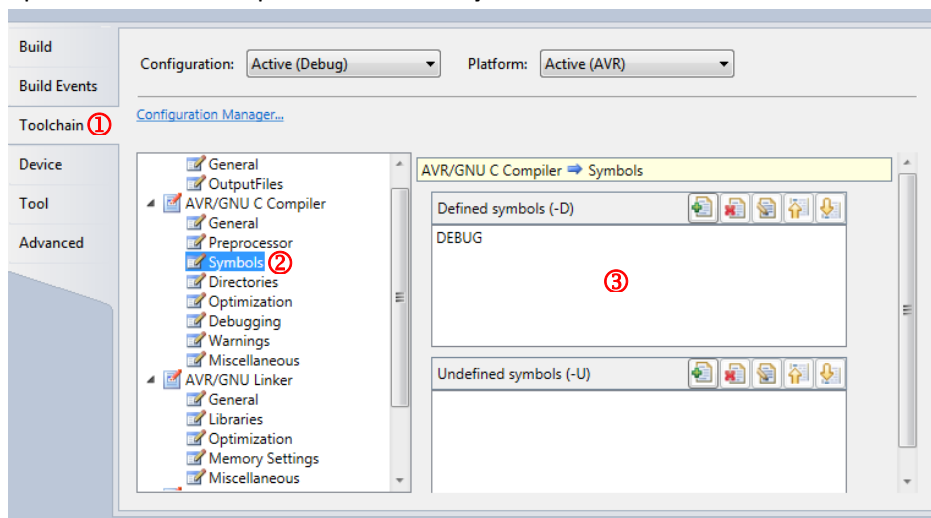 Build
Build Events
Toolchain ①
Device
Tool
Advanced
Configuration: Active (Debug) Platform: Active (AVR)
Configuration Manager...
General
OutputFiles
AVR/GNU C Compiler
General
Preprocessor
Symbols ②
Directories
Optimization
Debugging
Warnings
Miscellaneous
AVR/GNU Linker
General
Libraries
Optimization
Memory Settings
Miscellaneous
AVR/GNU C Compiler ➡ Symbols
Defined symbols (-D)
DEBUG
③
Undefined symbols (-U)